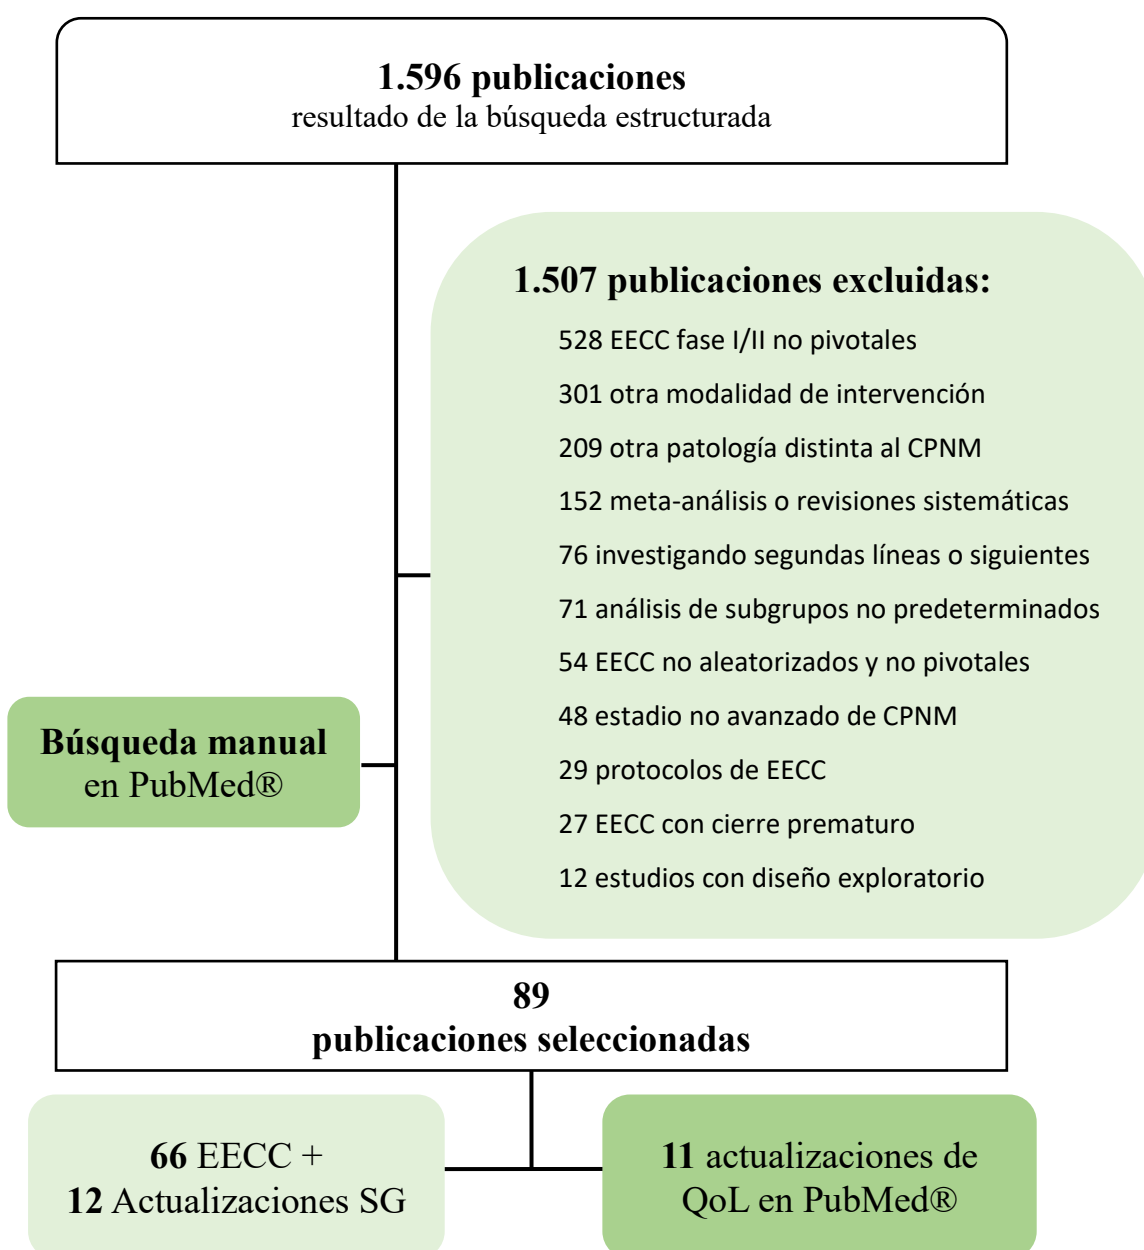 1.596 publicaciones
resultado de la búsqueda estructurada
1.507 publicaciones excluidas:
528 EECC fase I/II no pivotales
301 otra modalidad de intervención
209 otra patología distinta al CPNM
152 meta-análisis o revisiones sistemáticas
76 investigando segundas líneas o siguientes
71 análisis de subgrupos no predeterminados
54 EECC no aleatorizados y no pivotales
48 estadio no avanzado de CPNM
29 protocolos de EECC
27 EECC con cierre prematuro
12 estudios con diseño exploratorio
Búsqueda manual
en PubMed®
89
publicaciones seleccionadas
66 EECC +
12 Actualizaciones SG
11 actualizaciones de
QoL en PubMed®